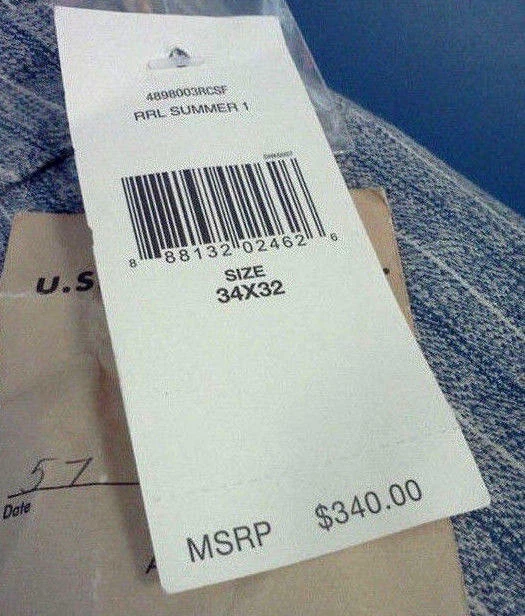 4898003RCSF
RRL SUMMER 1
8 88132 02462 6
SIZE
34X32
U.S
57
Date
MSRP $340.00